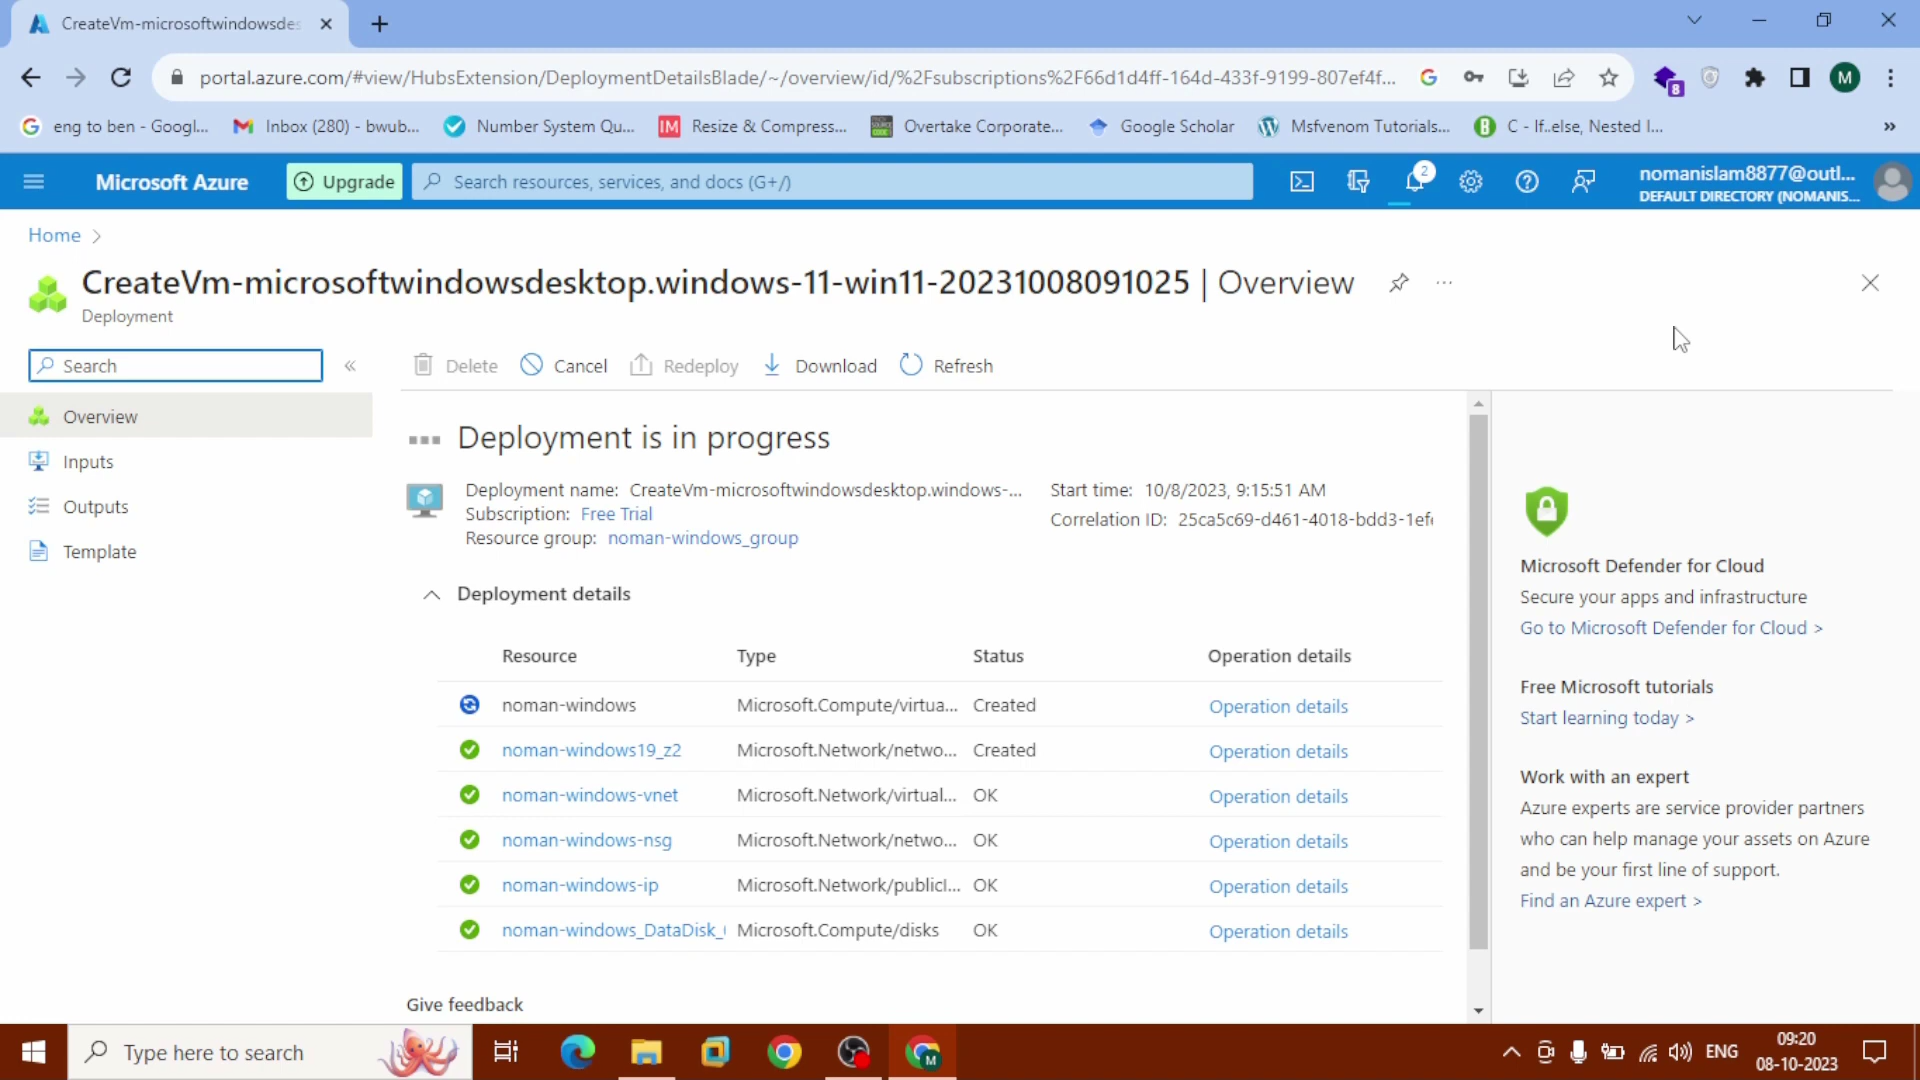 CreateVm-microsoftwindowsdes
portal.azure.com/#view/HubsExtension/DeploymentDetailsBlade/~/overview/id/%2Fsubscriptions%2F66d1d4ff-164d-433f-9199-807ef4f...
8
M
eng to ben - Googl...
Inbox (280) - bwub...
Number System Qu...
IM
Resize & Compress...
Overtake Corporate...
Google Scholar
Msfvenom Tutorials...
C - If..else, Nested I...
»
Microsoft Azure
Upgrade
Search resources, services, and docs (G+/)
2
nomanislam8877@outl...
DEFAULT DIRECTORY (NOMANIS...
Home >
CreateVm-microsoftwindowsdesktop.windows-11-win11-20231008091025 | Overview
...
Deployment
Search
«
Delete
Cancel
Redeploy
Download
Refresh
Overview
Inputs
Outputs
Template
Deployment is in progress
Deployment name: CreateVm-microsoftwindowsdesktop.windows-...
Subscription: Free Trial
Resource group: noman-windows_group
Start time: 10/8/2023, 9:15:51 AM
Correlation ID: 25ca5c69-d461-4018-bdd3-1ef
Deployment details
Resource Type Status Operation details
noman-windows Microsoft.Compute/virtua... Created Operation details
noman-windows19_z2 Microsoft.Network/netwo... Created Operation details
noman-windows-vnet Microsoft.Network/virtual... OK Operation details
noman-windows-nsg Microsoft.Network/netwo... OK Operation details
noman-windows-ip Microsoft.Network/publicI... OK Operation details
noman-windows_DataDisk_ Microsoft.Compute/disks OK Operation details
Give feedback
Microsoft Defender for Cloud
Secure your apps and infrastructure
Go to Microsoft Defender for Cloud >
Free Microsoft tutorials
Start learning today >
Work with an expert
Azure experts are service provider partners
who can help manage your assets on Azure
and be your first line of support.
Find an Azure expert >
Type here to search
M
ENG
09:20
08-10-2023